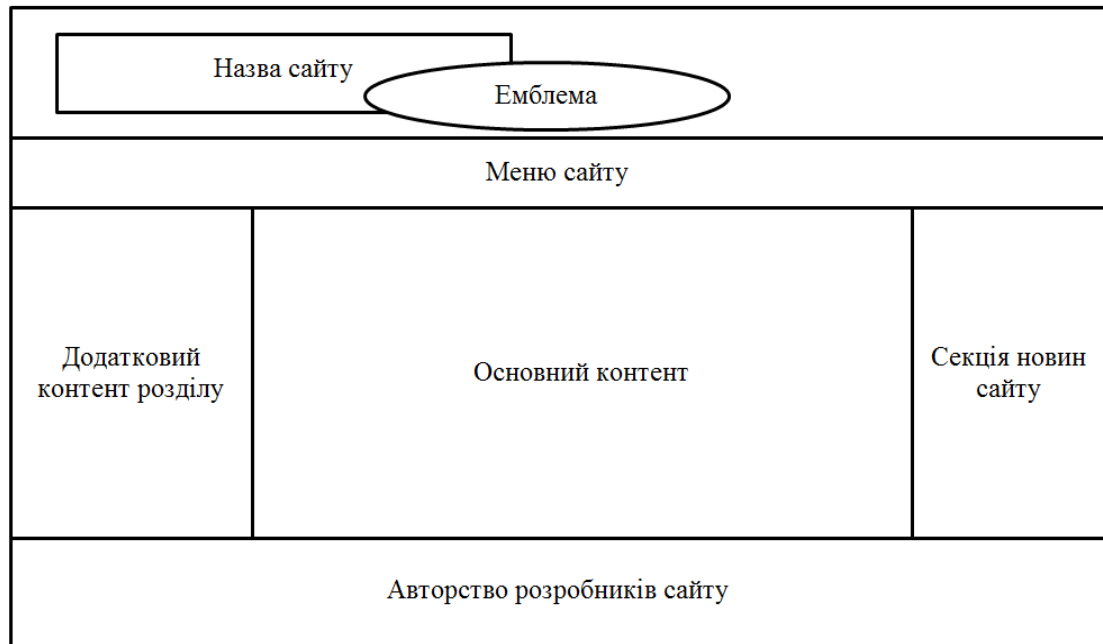 Назва сайту
Емблема
Меню сайту
Додатковий
контент розділу
Основний контент
Секція новин
сайту
Авторство розробників сайту